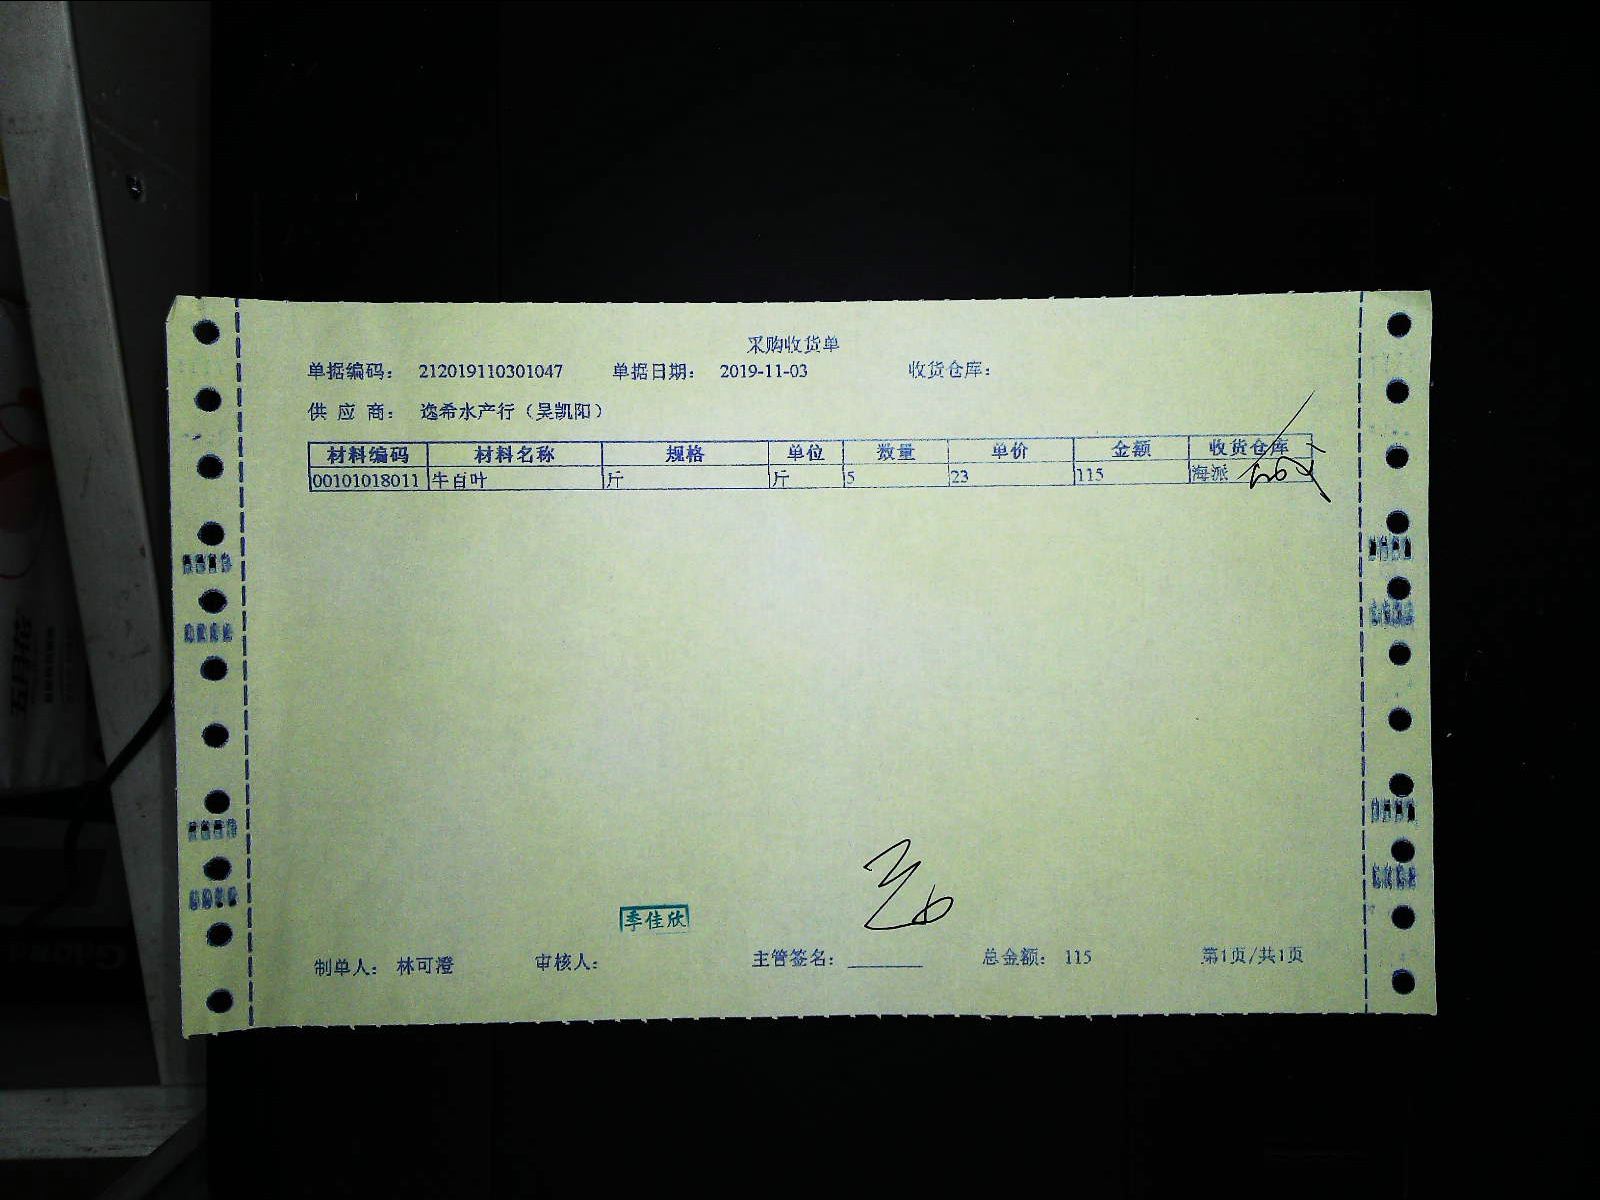 采购收货单
单据编码： 212019110301047 单据日期： 2019-11-03 收货仓库：
供 应 商： 逸希水产行（吴凯阳）
材料编码 材料名称 规格 单位 数量 单价 金额 收货仓库
00101018011 牛百叶 斤 斤 5 23 115 海派
季佳欣
制单人： 林可澄 审核人： 主管签名： ________ 总金额： 115 第1页/共1页